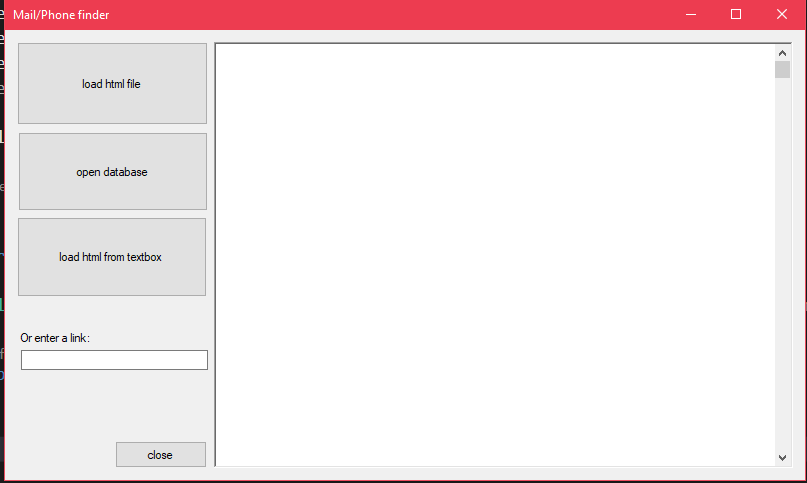 Mail/Phone finder
load html file
open database
load html from textbox
Or enter a link:
close